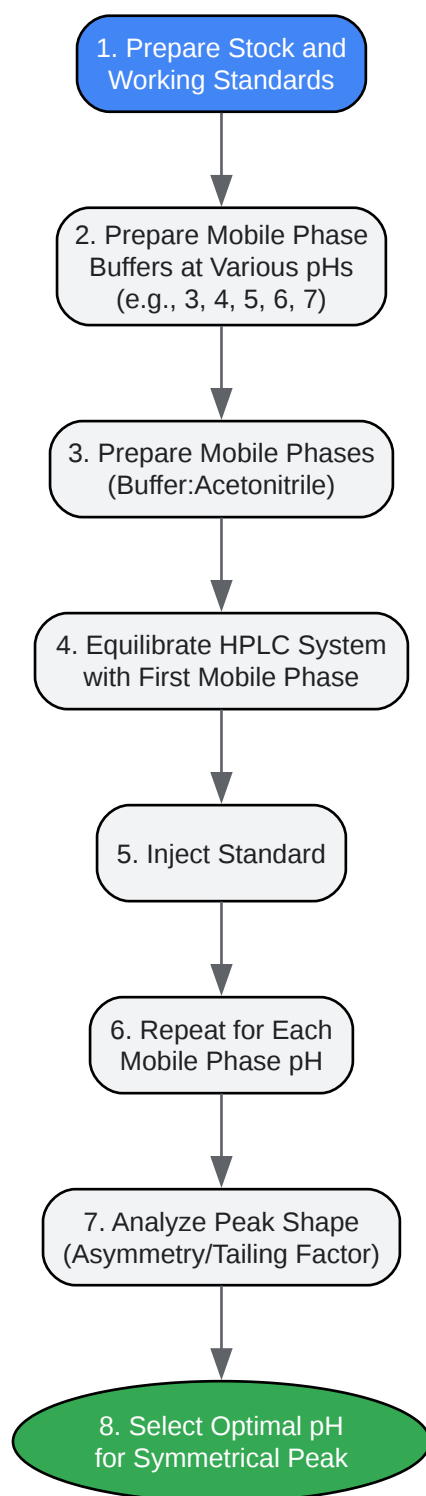 1. Prepare Stock and
Working Standards
2. Prepare Mobile Phase
Buffers at Various pHs
(e.g., 3, 4, 5, 6, 7)
3. Prepare Mobile Phases
(Buffer:Acetonitrile)
4. Equilibrate HPLC System
with First Mobile Phase
5. Inject Standard
6. Repeat for Each
Mobile Phase pH
7. Analyze Peak Shape
(Asymmetry/Tailing Factor)
8. Select Optimal pH
for Symmetrical Peak